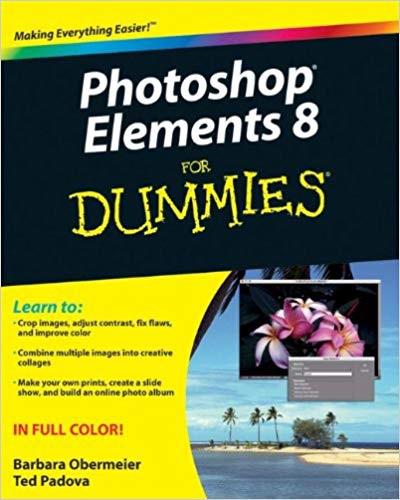 Making Everything Easier!™
Photoshop®
Elements 8
FOR
DUMMIES®
Learn to:
• Crop images, adjust contrast, fix flaws,
and improve color
• Combine multiple images into creative
collages
• Make your own prints, create a slide
show, and build an online photo album
IN FULL COLOR!
Barbara Obermeier
Ted Padova